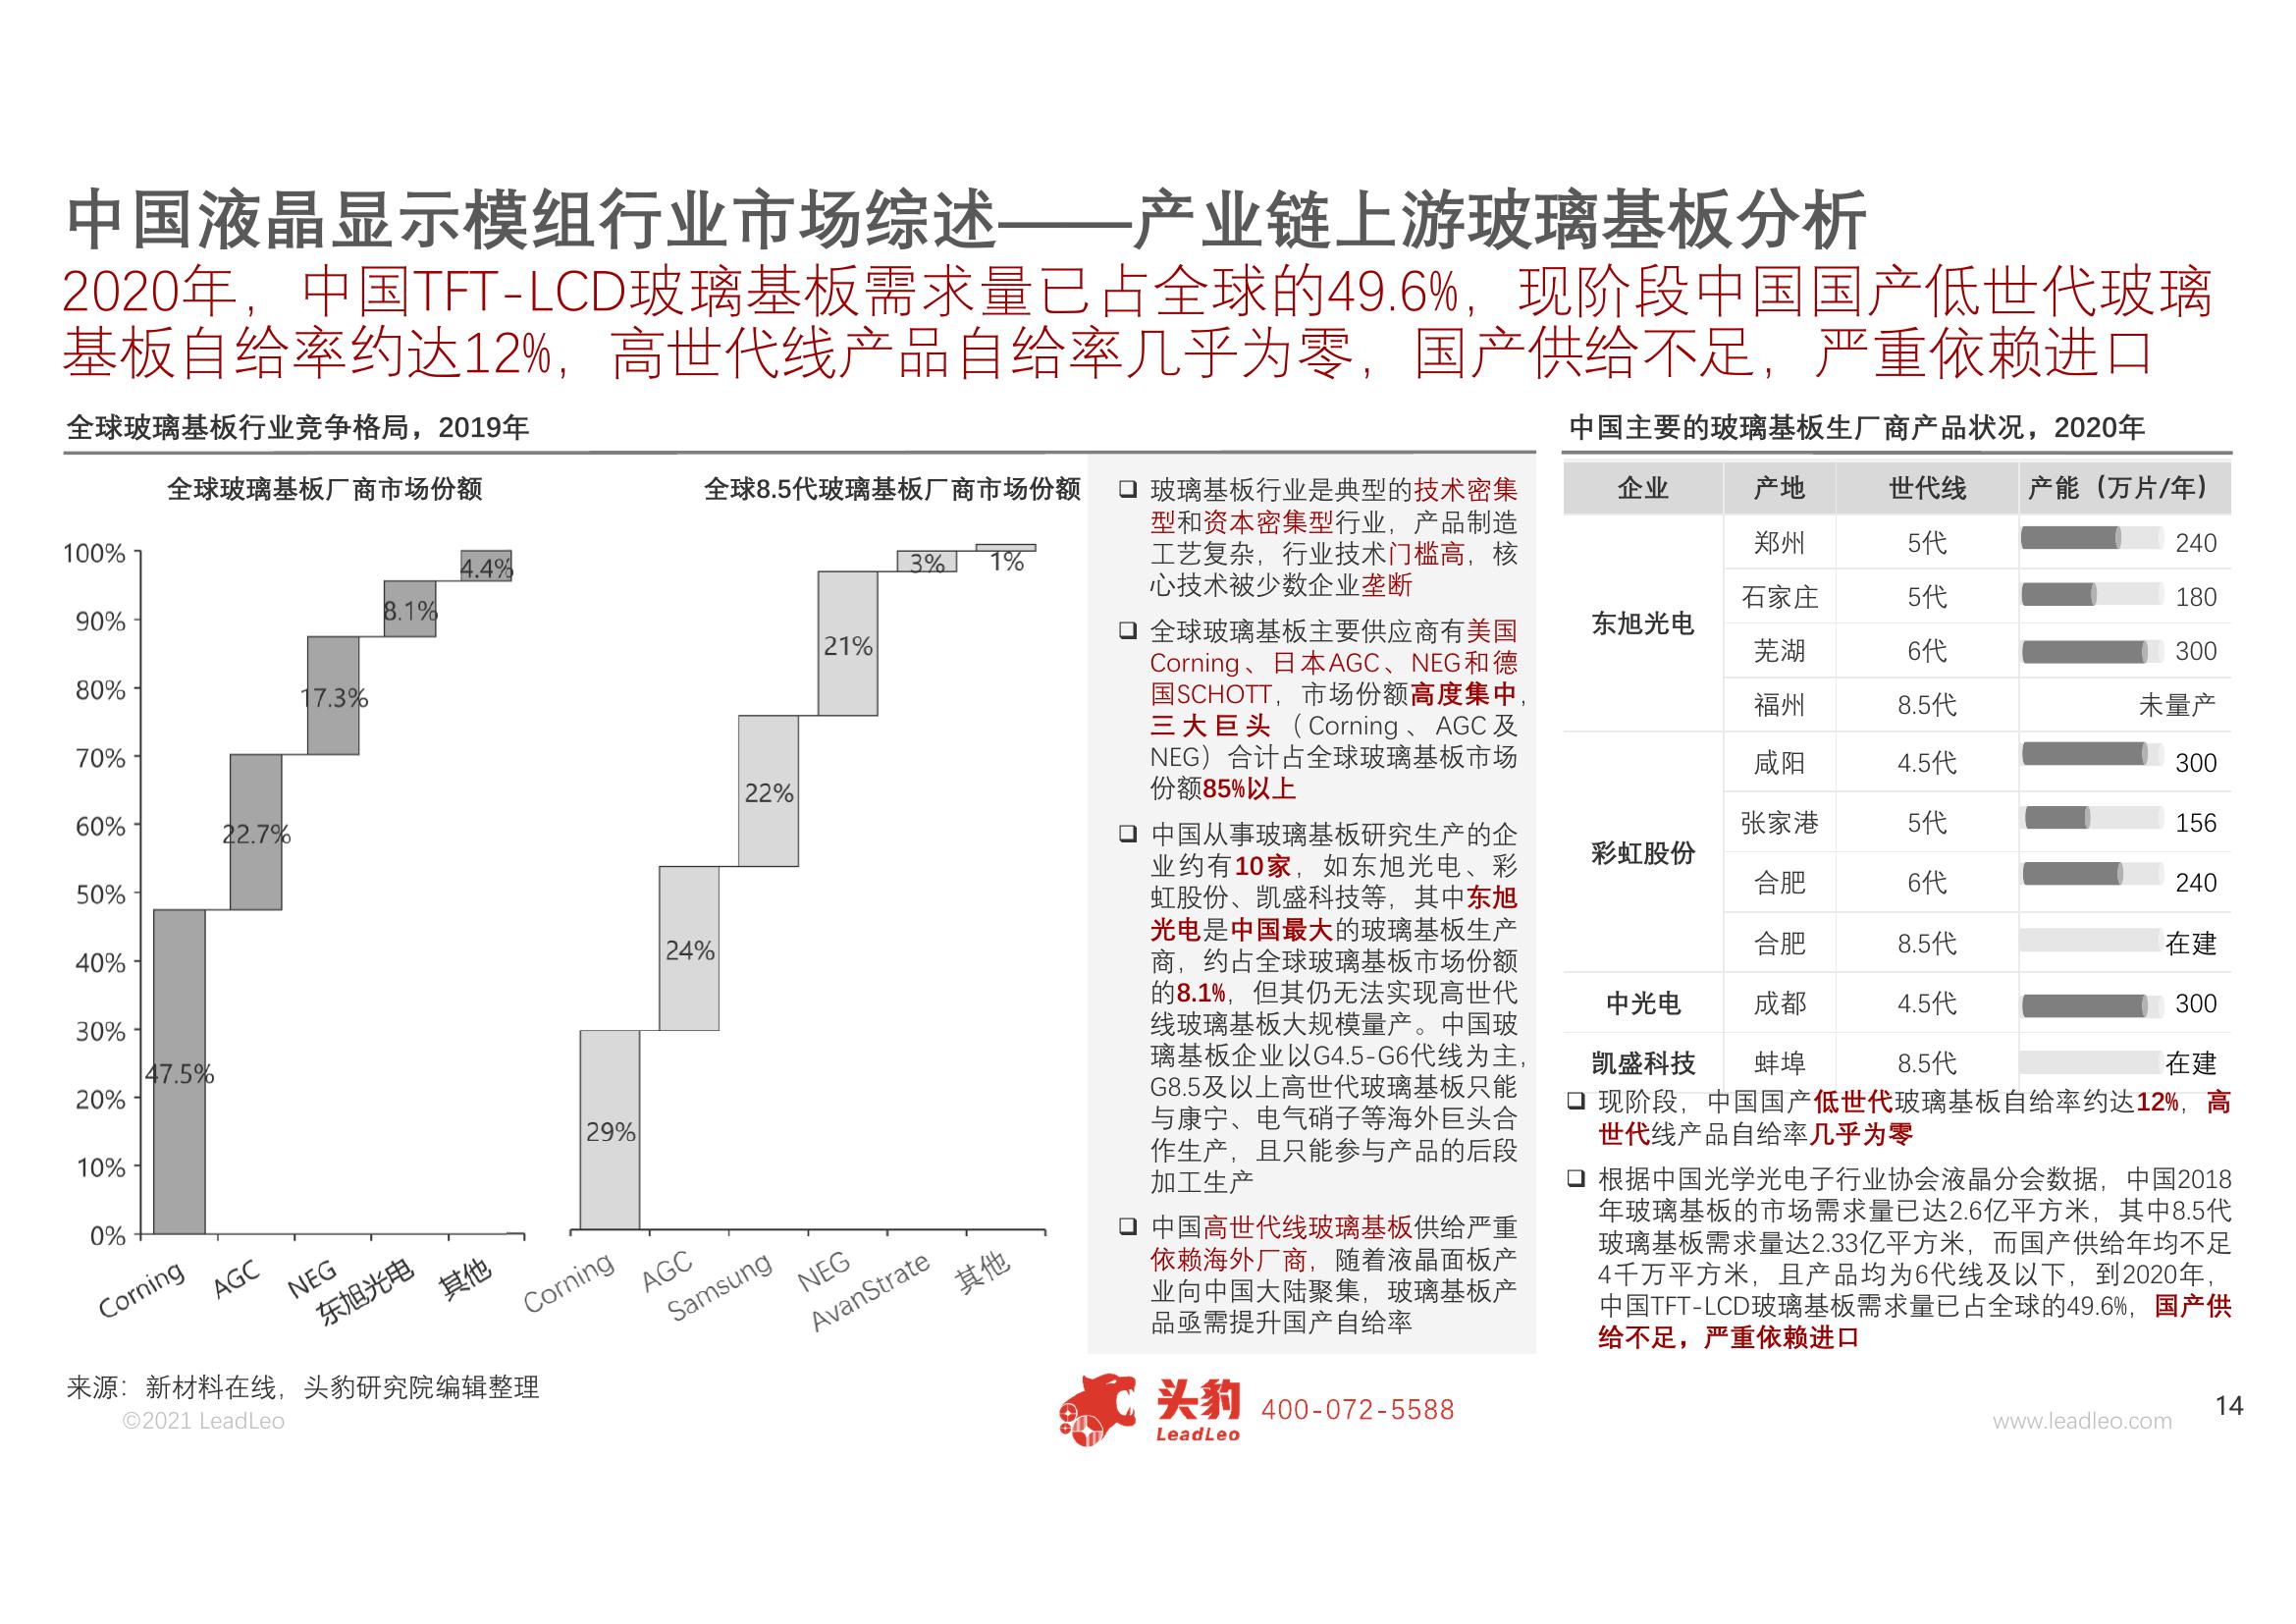 中国液晶显示模组行业市场综述——产业链上游玻璃基板分析
2020年，中国TFT-LCD玻璃基板需求量已占全球的49.6%，现阶段中国国产低世代玻璃
基板自给率约达12%，高世代线产品自给率几乎为零，国产供给不足，严重依赖进口
全球玻璃基板行业竞争格局，2019年
全球玻璃基板厂商市场份额
100%
90%
80%
70%
60%
50%
40%
30%
20%
10%
0%
47.5%
22.7%
17.3%
8.1%
4.4%
Corning
AGC
NEG
东旭光电
其他
全球8.5代玻璃基板厂商市场份额
29%
24%
22%
21%
3%
1%
Corning
AGC
Samsung
NEG
AvanStrate
其他
❑ 玻璃基板行业是典型的技术密集
型和资本密集型行业，产品制造
工艺复杂，行业技术门槛高，核
心技术被少数企业垄断
❑ 全球玻璃基板主要供应商有美国
Corning、日本AGC、NEG和德
国SCHOTT，市场份额高度集中，
三大巨头（Corning、AGC及
NEG）合计占全球玻璃基板市场
份额85%以上
❑ 中国从事玻璃基板研究生产的企
业约有10家，如东旭光电、彩
虹股份、凯盛科技等，其中东旭
光电是中国最大的玻璃基板生产
商，约占全球玻璃基板市场份额
的8.1%，但其仍无法实现高世代
线玻璃基板大规模量产。中国玻
璃基板企业以G4.5-G6代线为主，
G8.5及以上高世代玻璃基板只能
与康宁、电气硝子等海外巨头合
作生产，且只能参与产品的后段
加工生产
❑ 中国高世代线玻璃基板供给严重
依赖海外厂商，随着液晶面板产
业向中国大陆聚集，玻璃基板产
品亟需提升国产自给率
中国主要的玻璃基板生厂商产品状况，2020年
企业 产地 世代线 产能（万片/年）
东旭光电 郑州 5代 240
石家庄 5代 180
芜湖 6代 300
福州 8.5代 未量产
彩虹股份 咸阳 4.5代 300
张家港 5代 156
合肥 6代 240
合肥 8.5代 在建
中光电 成都 4.5代 300
凯盛科技 蚌埠 8.5代 在建
❑ 现阶段，中国国产低世代玻璃基板自给率约达12%，高
世代线产品自给率几乎为零
❑ 根据中国光学光电子行业协会液晶分会数据，中国2018
年玻璃基板的市场需求量已达2.6亿平方米，其中8.5代
玻璃基板需求量达2.33亿平方米，而国产供给年均不足
4千万平方米，且产品均为6代线及以下，到2020年，
中国TFT-LCD玻璃基板需求量已占全球的49.6%，国产供
给不足，严重依赖进口
来源：新材料在线，头豹研究院编辑整理
©2021 LeadLeo
头豹
LeadLeo
400-072-5588
www.leadleo.com
14